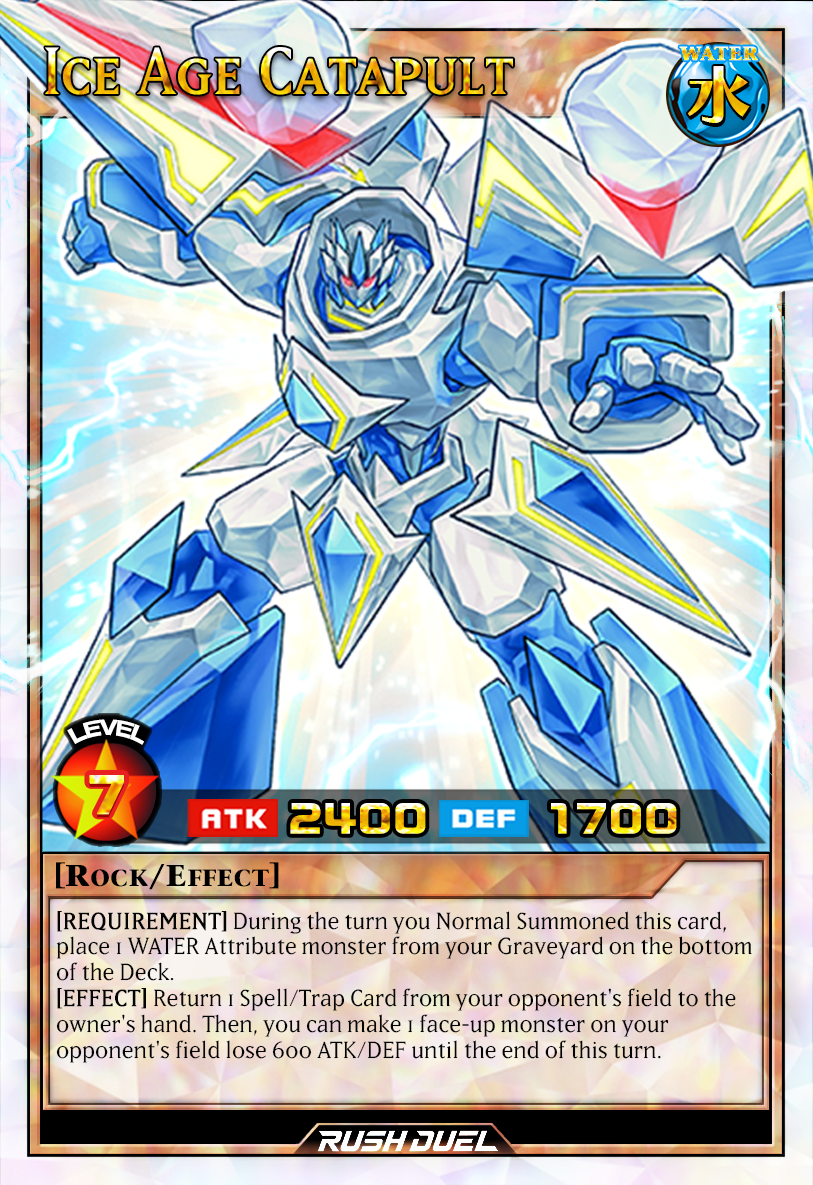 Ice Age Catapult
WATER
水
LEVEL
7
ATK 2400 DEF 1700
[Rock/Effect]
[REQUIREMENT] During the turn you Normal Summoned this card,
place 1 WATER Attribute monster from your Graveyard on the bottom
of the Deck.
[EFFECT] Return 1 Spell/Trap Card from your opponent's field to the
owner's hand. Then, you can make 1 face-up monster on your
opponent's field lose 600 ATK/DEF until the end of this turn.
RUSH DUEL